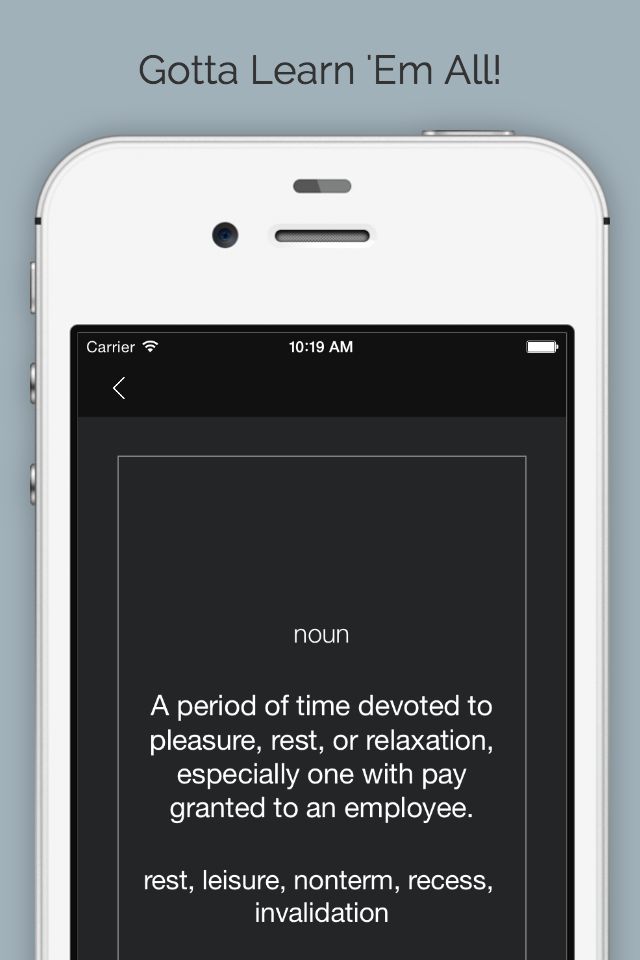 Gotta Learn 'Em All!
Carrier 10:19 AM
noun
A period of time devoted to
pleasure, rest, or relaxation,
especially one with pay
granted to an employee.
rest, leisure, nonterm, recess,
invalidation